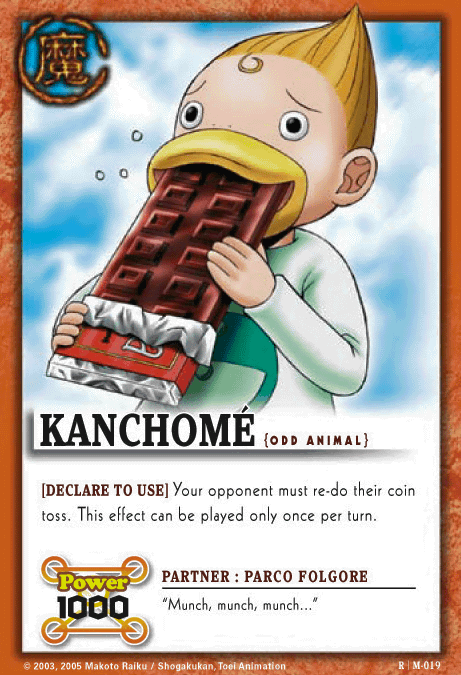 魔
KANCHOMÉ {ODD ANIMAL}
[DECLARE TO USE] Your opponent must re-do their coin
toss. This effect can be played only once per turn.
Power
1000
PARTNER : PARCO FOLGORE
"Munch, munch, munch..."
© 2003, 2005 Makoto Raiku / Shogakukan, Toei Animation
R | M-019